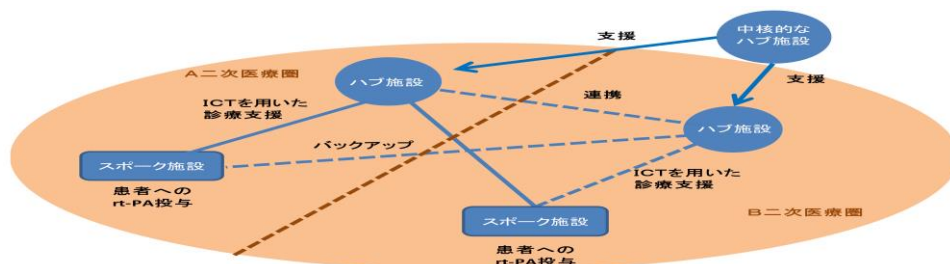 中核的な
ハブ施設
支援
支援
A二次医療圏
ハブ施設
連携
ICTを用いた
診療支援
ハブ施設
バックアップ
スポーク施設
ICTを用いた
診療支援
患者への
rt-PA投与
スポーク施設
B二次医療圏
患者への
rt-PA投与